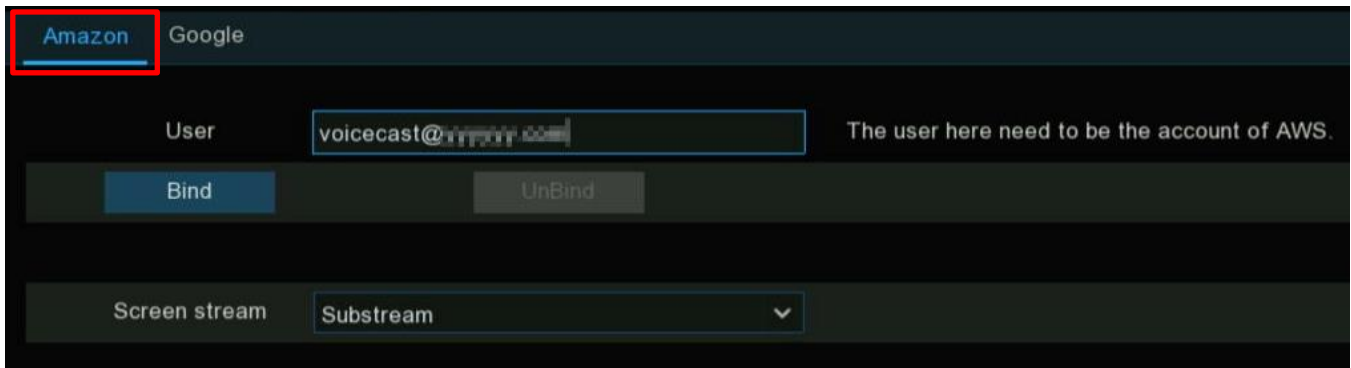 Amazon Google
User voicecast@ The user here need to be the account of AWS.
Bind UnBind
Screen stream Substream